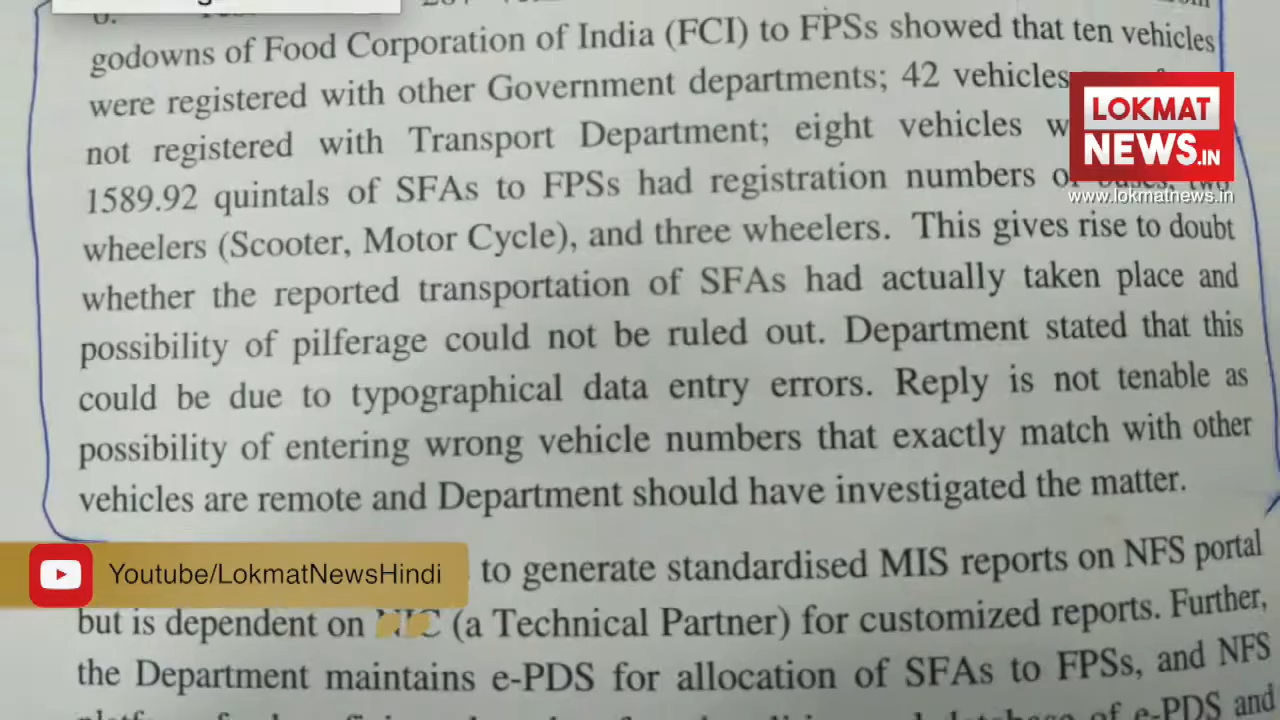 godowns of Food Corporation of India (FCI) to FPSs showed that ten vehicles
were registered with other Government departments; 42 vehicles
not registered with Transport Department; eight vehicles
1589.92 quintals of SFAs to FPSs had registration numbers two
wheelers (Scooter, Motor Cycle), and three wheelers. This gives rise to doubt
whether the reported transportation of SFAs had actually taken place and
possibility of pilferage could not be ruled out. Department stated that this
could be due to typographical data entry errors. Reply is not tenable as
possibility of entering wrong vehicle numbers that exactly match with other
vehicles are remote and Department should have investigated the matter.
to generate standardised MIS reports on NFS portal
but is dependent on NIC (a Technical Partner) for customized reports. Further,
the Department maintains e-PDS for allocation of SFAs to FPSs, and NFS
of e-PDS and
LOKMAT
NEWS.IN
www.lokmatnews.in
Youtube/LokmatNewsHindi